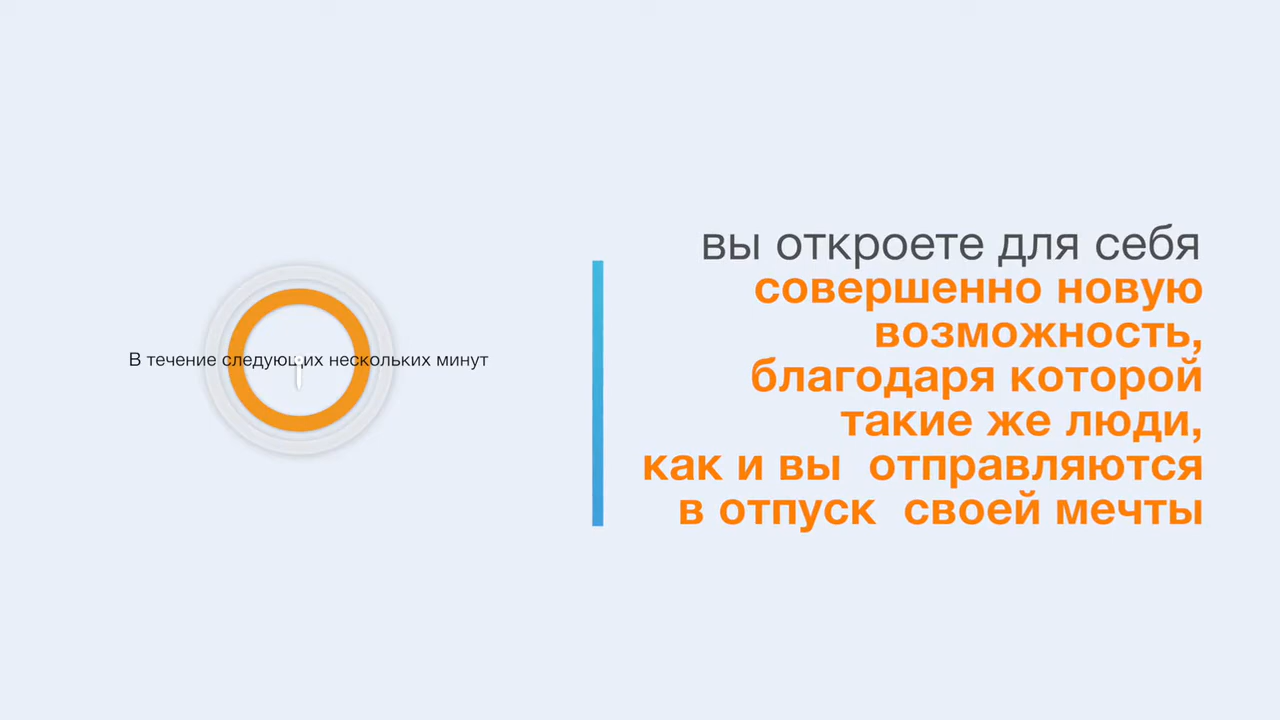 В течение следующих нескольких минут
вы откроете для себя
совершенно новую
возможность,
благодаря которой
такие же люди,
как и вы  отправляются
в отпуск  своей мечты